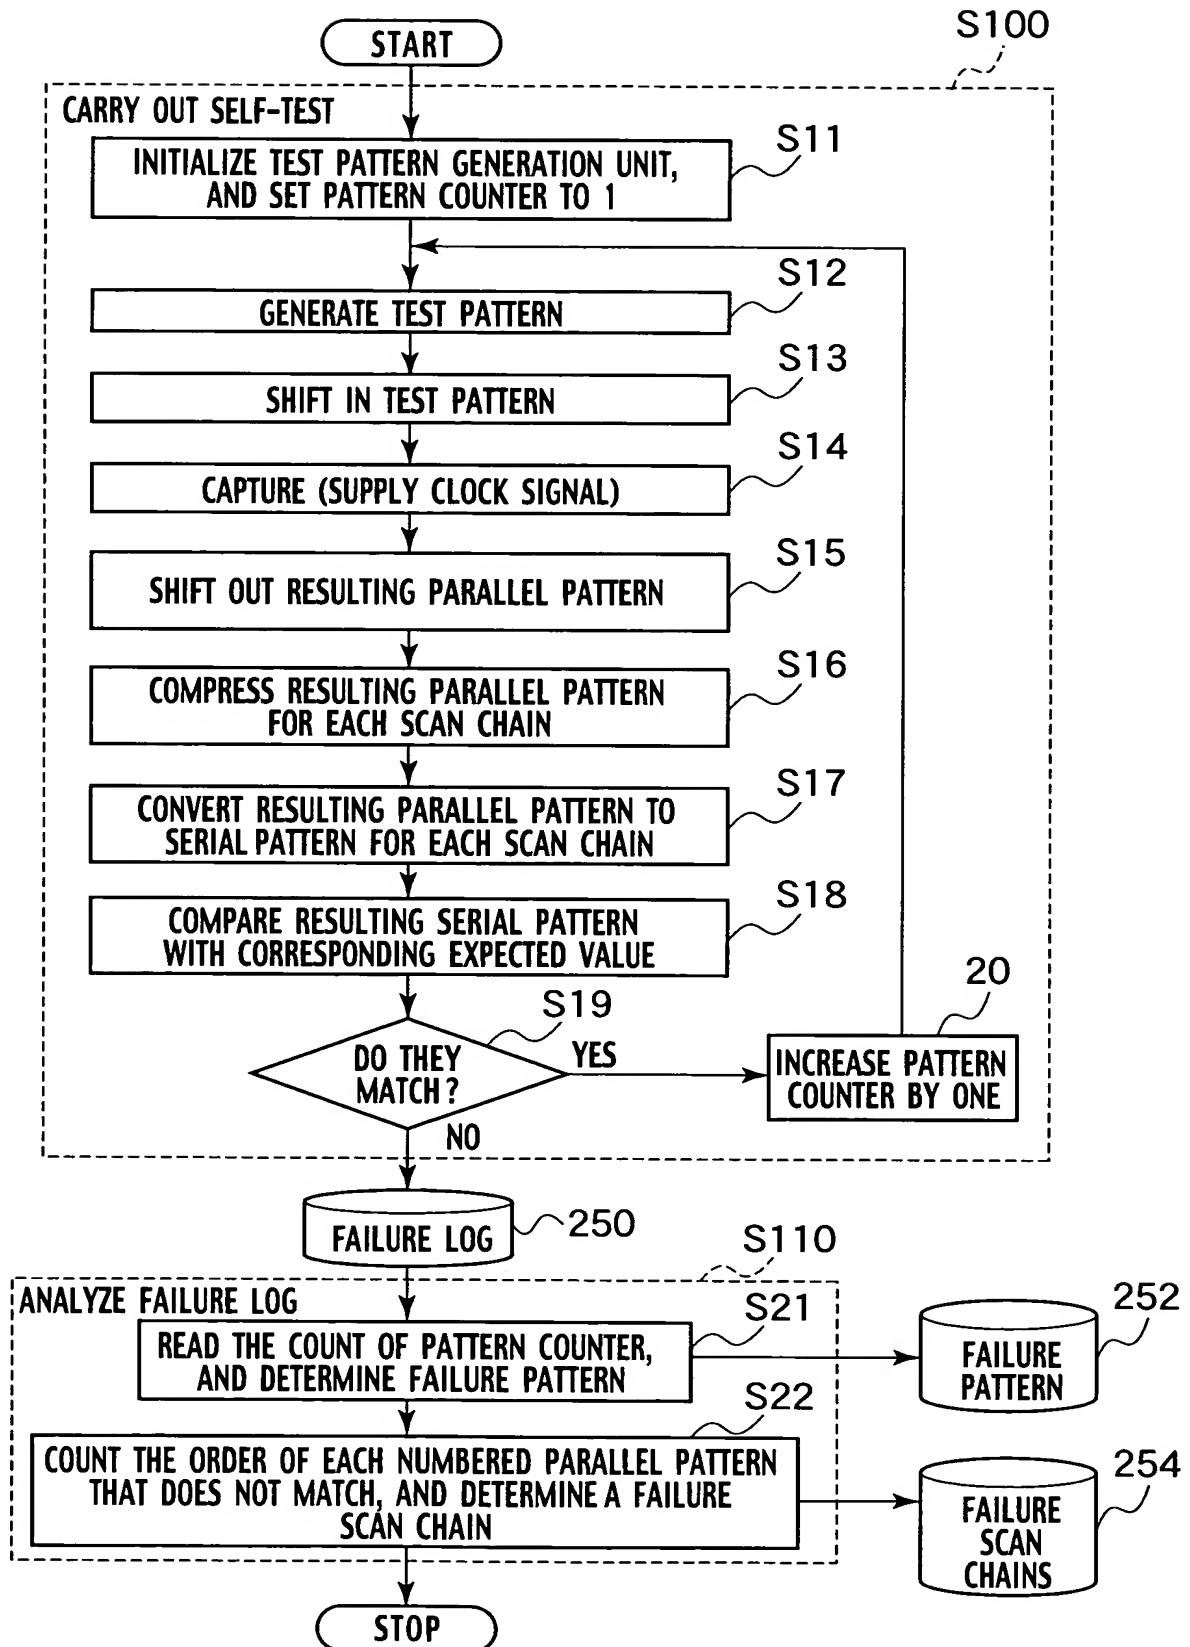 START
S100
CARRY OUT SELF-TEST
S11
INITIALIZE TEST PATTERN GENERATION UNIT,
AND SET PATTERN COUNTER TO 1
S12
GENERATE TEST PATTERN
S13
SHIFT IN TEST PATTERN
S14
CAPTURE (SUPPLY CLOCK SIGNAL)
S15
SHIFT OUT RESULTING PARALLEL PATTERN
S16
COMPRESS RESULTING PARALLEL PATTERN
FOR EACH SCAN CHAIN
S17
CONVERT RESULTING PARALLEL PATTERN TO
SERIAL PATTERN FOR EACH SCAN CHAIN
S18
COMPARE RESULTING SERIAL PATTERN
WITH CORRESPONDING EXPECTED VALUE
S19
DO THEY
MATCH?
YES
20
INCREASE PATTERN
COUNTER BY ONE
NO
FAILURE LOG
250
S110
ANALYZE FAILURE LOG
S21
READ THE COUNT OF PATTERN COUNTER,
AND DETERMINE FAILURE PATTERN
252
FAILURE
PATTERN
S22
COUNT THE ORDER OF EACH NUMBERED PARALLEL PATTERN
THAT DOES NOT MATCH, AND DETERMINE A FAILURE
SCAN CHAIN
254
FAILURE
SCAN
CHAINS
STOP